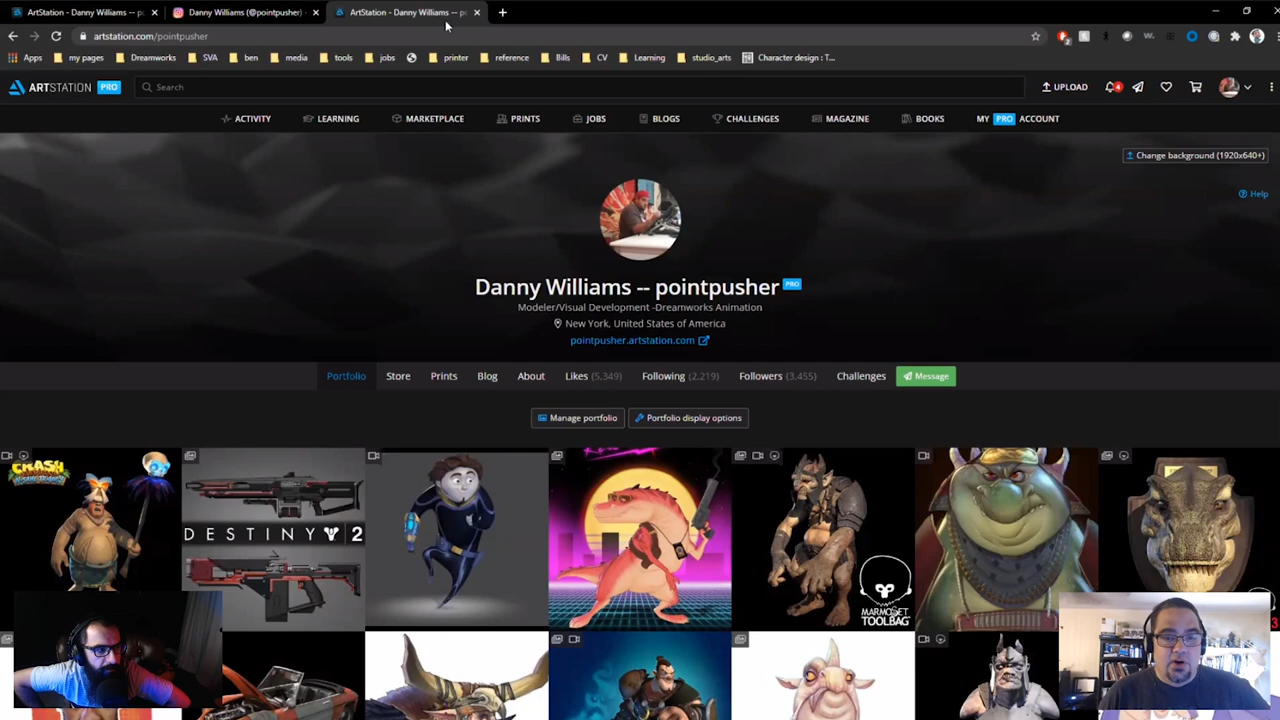 ArtStation - Danny Williams -- p
Danny Williams (@pointpusher)
ArtStation - Danny Williams -- p
artstation.com/pointpusher
Apps my pages Dreamworks SVA ben media tools jobs printer reference Bills CV Learning studio_arts Character design : T...
ARTSTATION PRO Search UPLOAD 4
ACTIVITY LEARNING MARKETPLACE PRINTS JOBS BLOGS CHALLENGES MAGAZINE BOOKS MY PRO ACCOUNT
Change background (1920x640+)
Help
Danny Williams -- pointpusher PRO
Modeler/Visual Development -Dreamworks Animation
New York, United States of America
pointpusher.artstation.com
Portfolio Store Prints Blog About Likes (5,349) Following (2,219) Followers (3,455) Challenges Message
Manage portfolio Portfolio display options
CRASH
DESTINY 2
MARMOSET
TOOLBAG